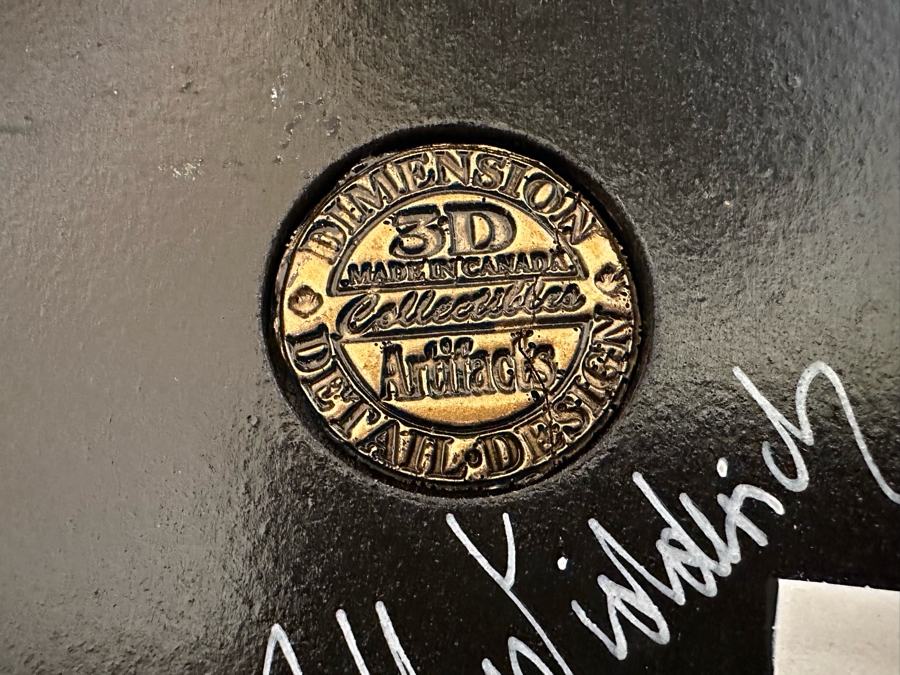 DIMENSION
3D
MADE IN CANADA
Collectibles
Artifacts
DETAIL • DESIGN